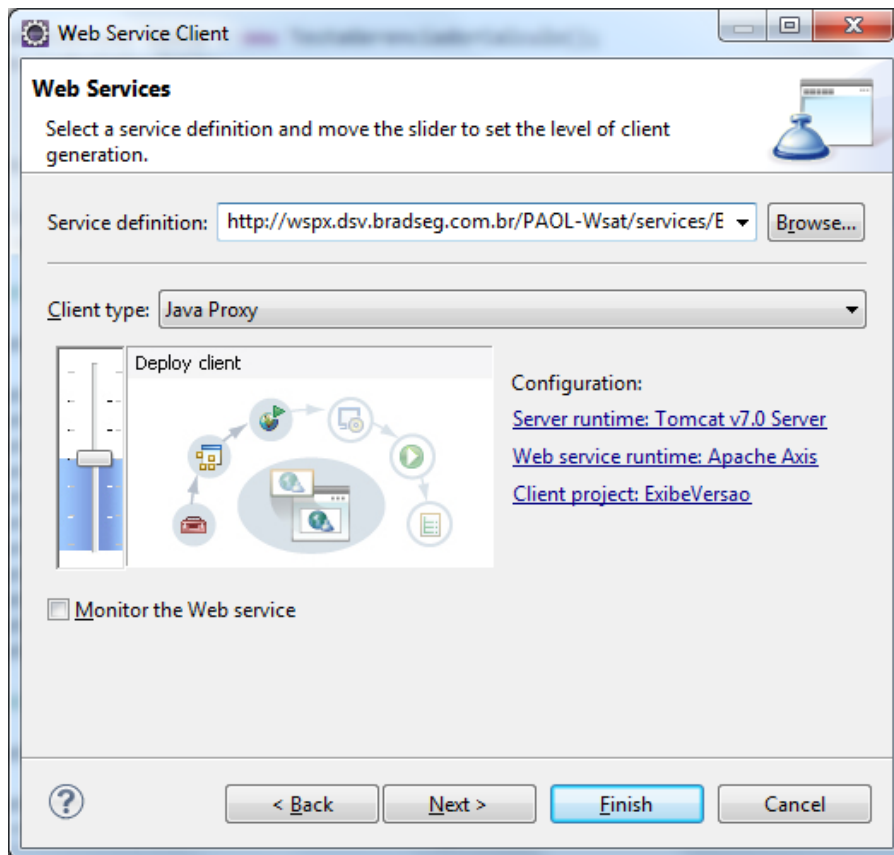 Web Service Client
Web Services
Select a service definition and move the slider to set the level of client
generation.
Service definition: http://wspx.dsv.bradseg.com.br/PAOL-Wsat/services/E Browse...
Client type: Java Proxy
Deploy client
Configuration:
Server runtime: Tomcat v7.0 Server
Web service runtime: Apache Axis
Client project: ExibeVersao
Monitor the Web service
? < Back Next > Finish Cancel